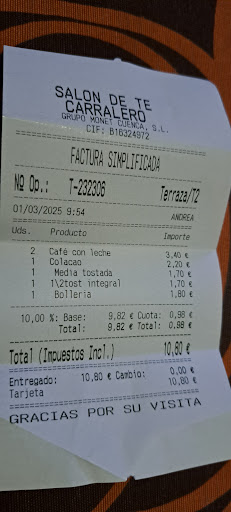 SALON DE TE
CARRALERO
GRUPO MONET CUENCA, S.L.
CIF: B16324972
FACTURA SIMPLIFICADA
Nº Op.: T-232306 Terraza/T2
01/03/2025 9:54 ANDREA
Uds. Producto Importe
2 Café con leche 3,40 €
1 Colacao 2,20 €
1 Media tostada 1,70 €
1 1\2tost integral 1,70 €
1 Bolleria 1,80 €
10,00 %: Base: 9,82 € Cuota: 0,98 €
Total: 9,82 € Total: 0,98 €
Total (Impuestos Incl.) 10,80 €
Entregado: 10,80 € Cambio: 0,00 €
Tarjeta 10,80 €
GRACIAS POR SU VISITA